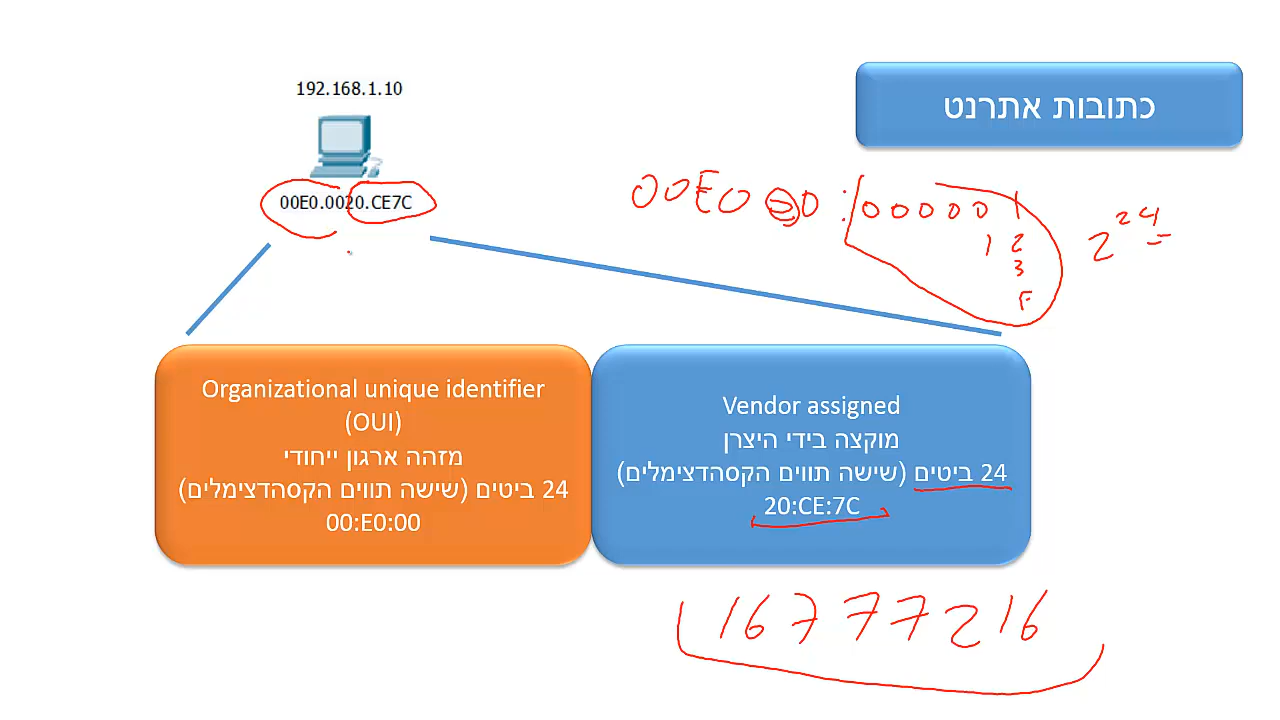 כתובות אתרנט
192.168.1.10
00E0.0020.CE7C
00E0 0 : 000001
1 2
3
F
2^24 =
Organizational unique identifier
(OUI)
מזהה ארגון ייחודי
24 ביטים (שישה תווים הקסהדצימלים)
00:E0:00
Vendor assigned
מוקצה בידי היצרן
24 ביטים (שישה תווים הקסהדצימלים)
20:CE:7C
16777216